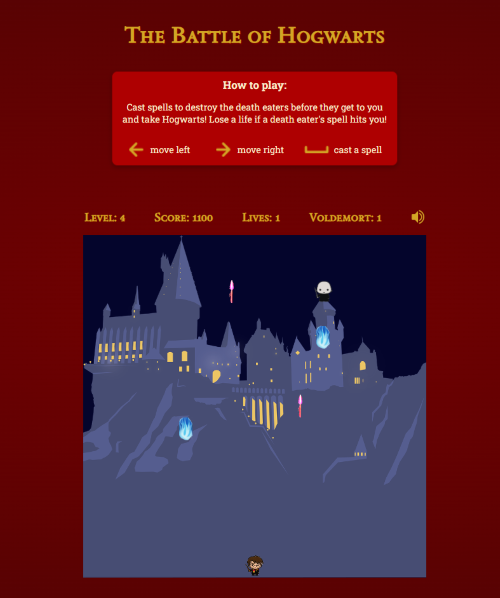 The Battle of Hogwarts
How to play:
Cast spells to destroy the death eaters before they get to you
and take Hogwarts! Lose a life if a death eater's spell hits you!
move left move right cast a spell
Level: 4 Score: 1100 Lives: 1 Voldemort: 1